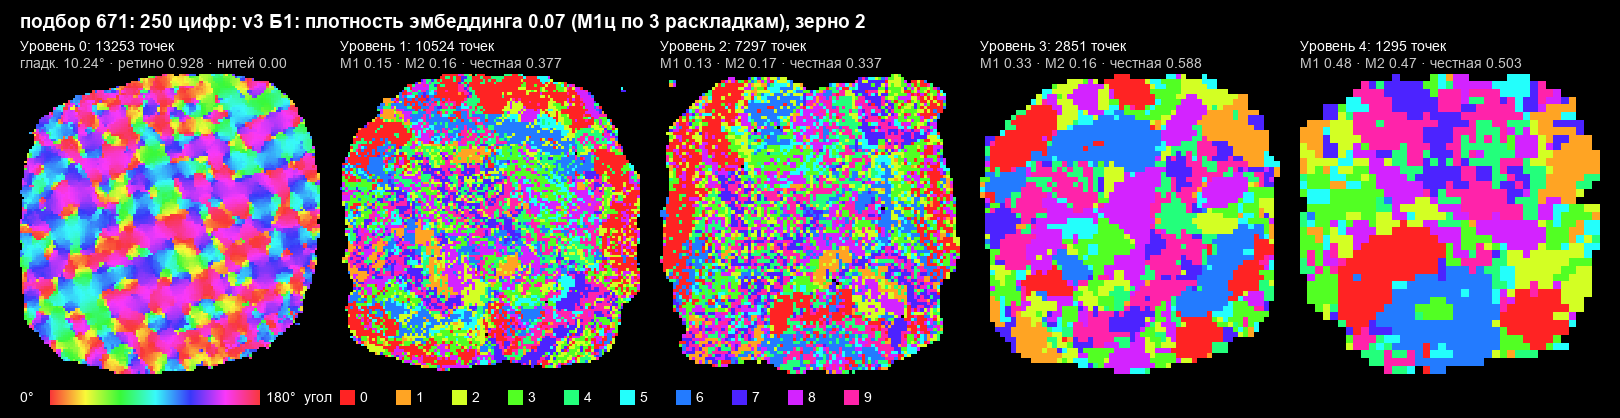 подбор 671: 250 цифр: v3 Б1: плотность эмбеддинга 0.07 (М1ц по 3 раскладкам), зерно 2
Уровень 0: 13253 точек
гладк. 10.24° · ретино 0.928 · нитей 0.00
Уровень 1: 10524 точек
М1 0.15 · М2 0.16 · честная 0.377
Уровень 2: 7297 точек
М1 0.13 · М2 0.17 · честная 0.337
Уровень 3: 2851 точек
М1 0.33 · М2 0.16 · честная 0.588
Уровень 4: 1295 точек
М1 0.48 · М2 0.47 · честная 0.503
0° 180° угол 0 1 2 3 4 5 6 7 8 9